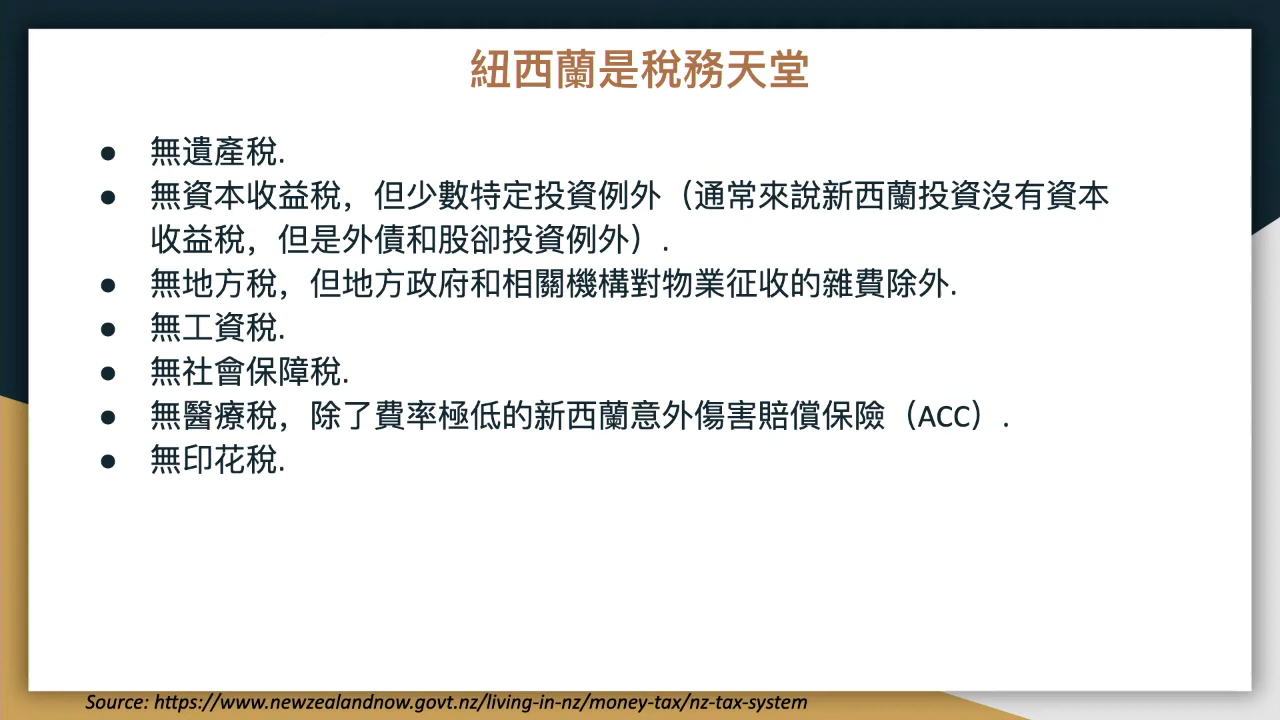 紐西蘭是稅務天堂
● 無遺產稅.
● 無資本收益稅，但少數特定投資例外（通常來說新西蘭投資沒有資本
收益稅，但是外債和股卻投資例外）.
● 無地方稅，但地方政府和相關機構對物業征收的雜費除外.
● 無工資稅.
● 無社會保障稅.
● 無醫療稅，除了費率極低的新西蘭意外傷害賠償保險（ACC）.
● 無印花稅.
Source: https://www.newzealandnow.govt.nz/living-in-nz/money-tax/nz-tax-system